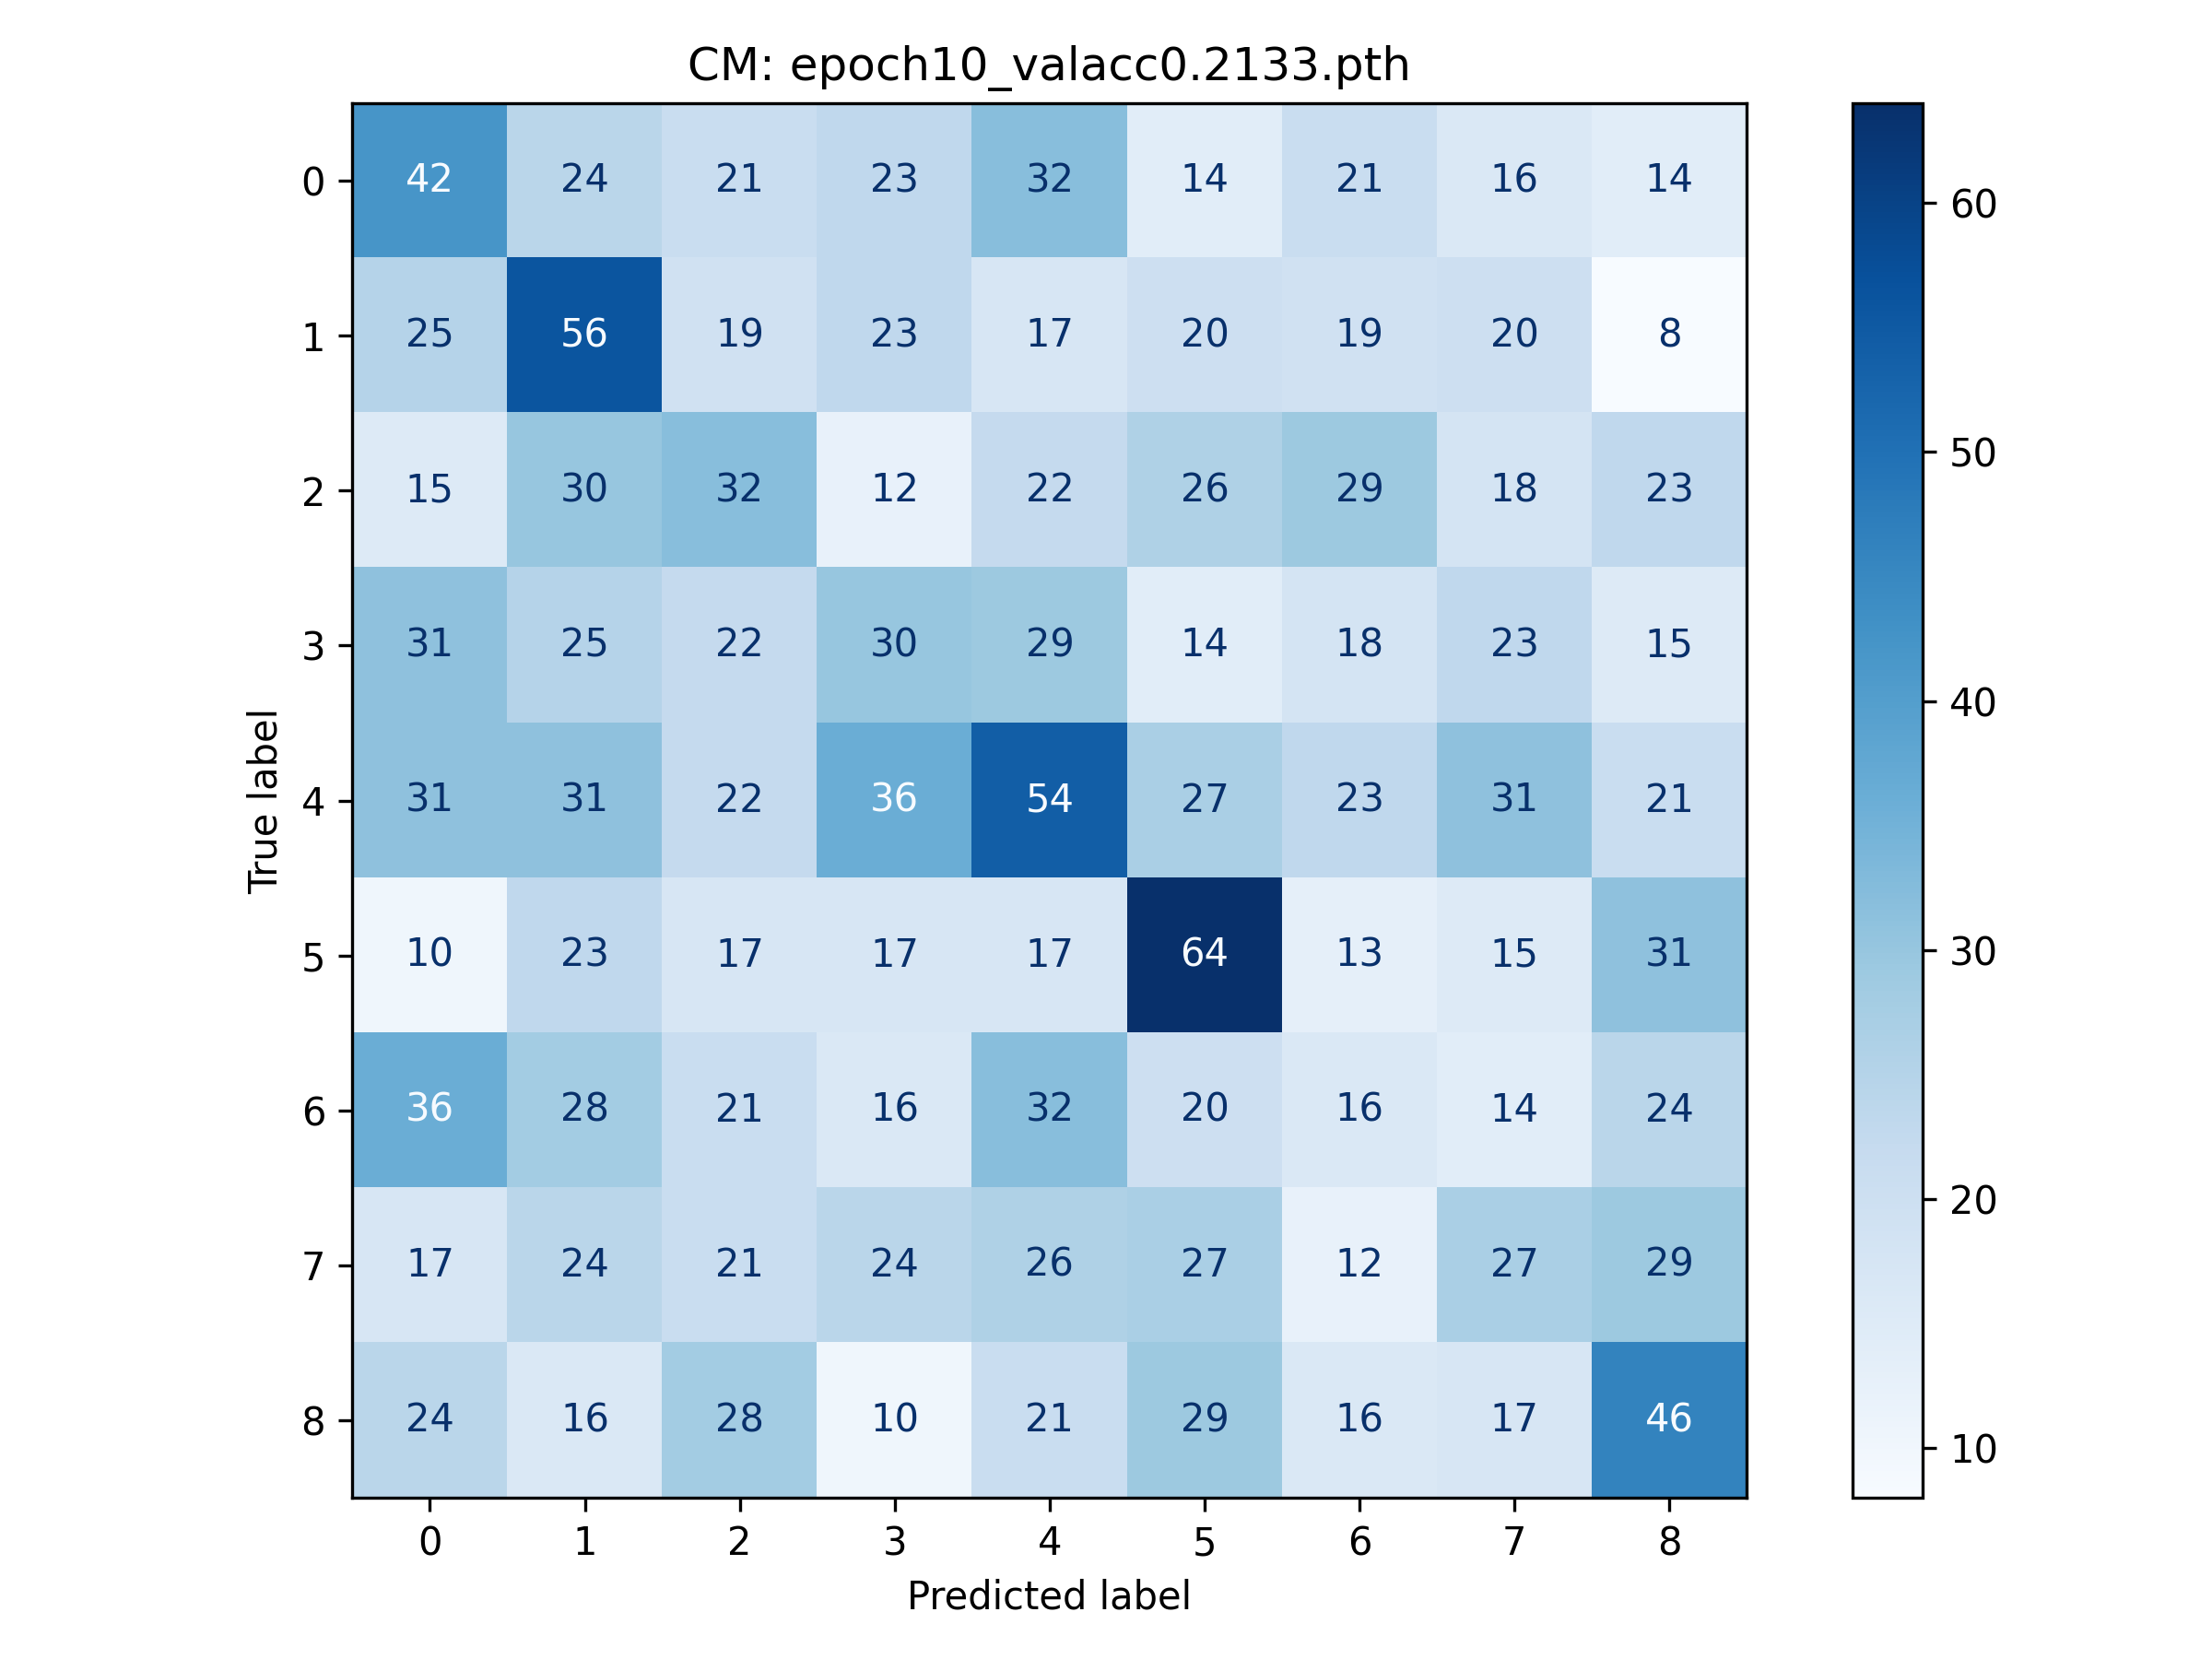 CM: epoch10_valacc0.2133.pth
0 42 24 21 23 32 14 21 16 14
1 25 56 19 23 17 20 19 20 8
2 15 30 32 12 22 26 29 18 23
3 31 25 22 30 29 14 18 23 15
4 31 31 22 36 54 27 23 31 21
5 10 23 17 17 17 64 13 15 31
6 36 28 21 16 32 20 16 14 24
7 17 24 21 24 26 27 12 27 29
8 24 16 28 10 21 29 16 17 46
0 1 2 3 4 5 6 7 8
Predicted label
True label
60
50
40
30
20
10